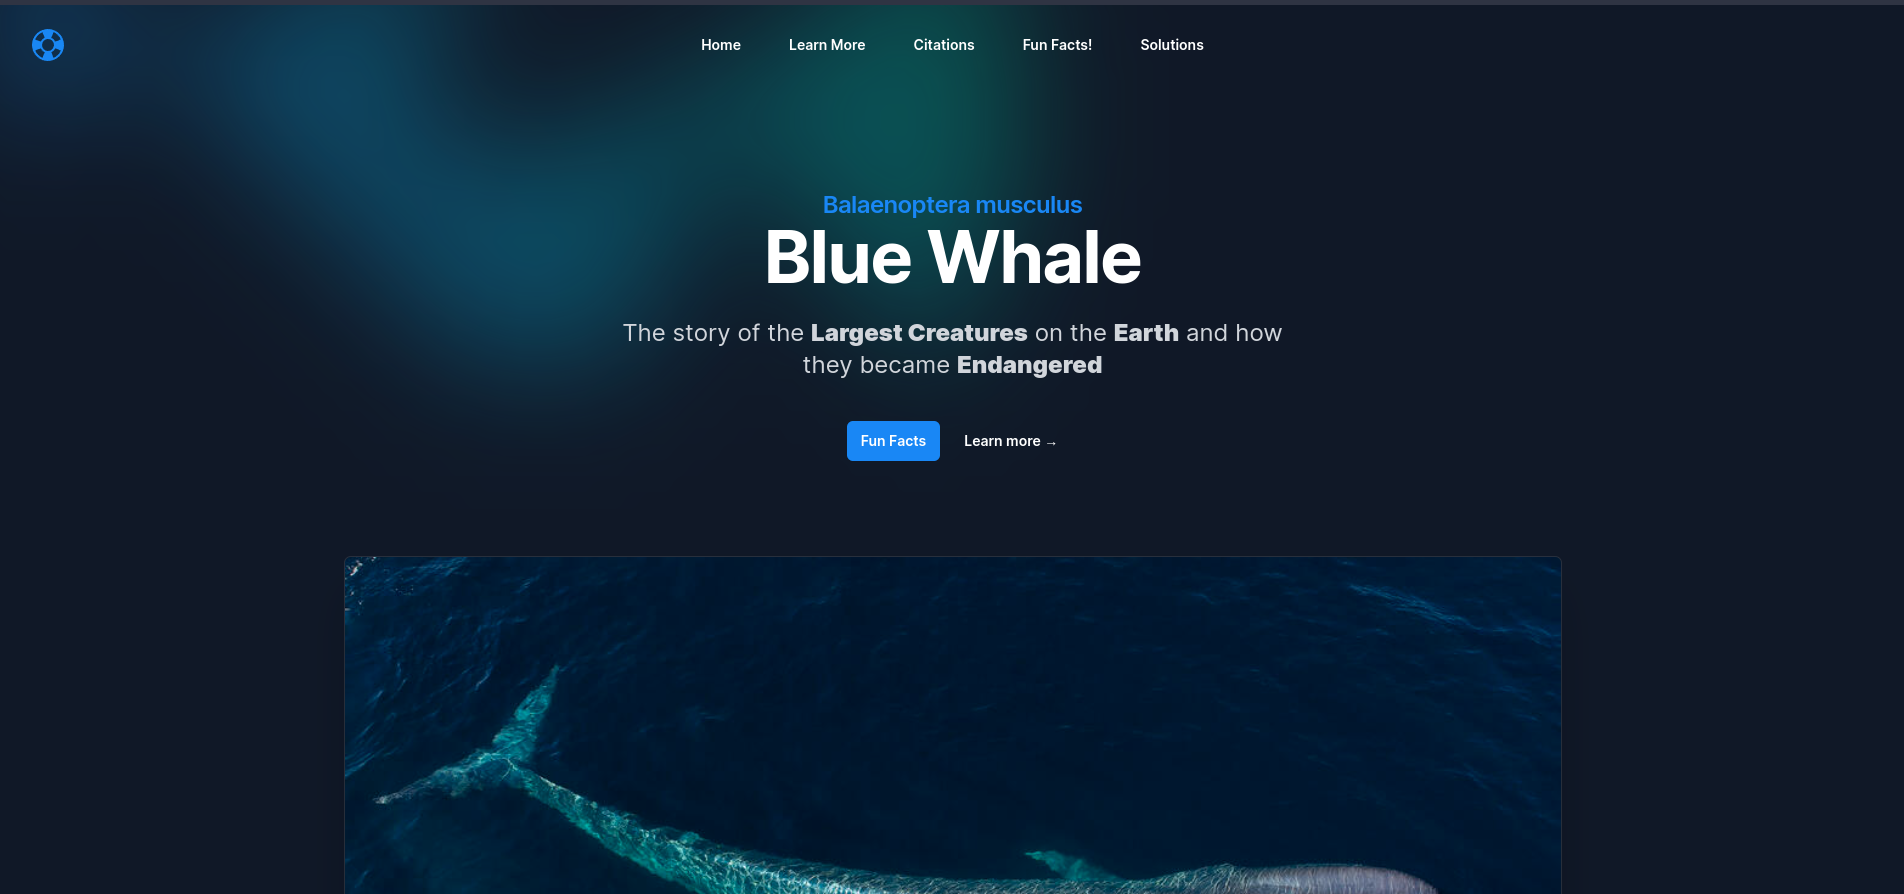 Home Learn More Citations Fun Facts! Solutions
Balaenoptera musculus
Blue Whale
The story of the Largest Creatures on the Earth and how
they became Endangered
Fun Facts Learn more →